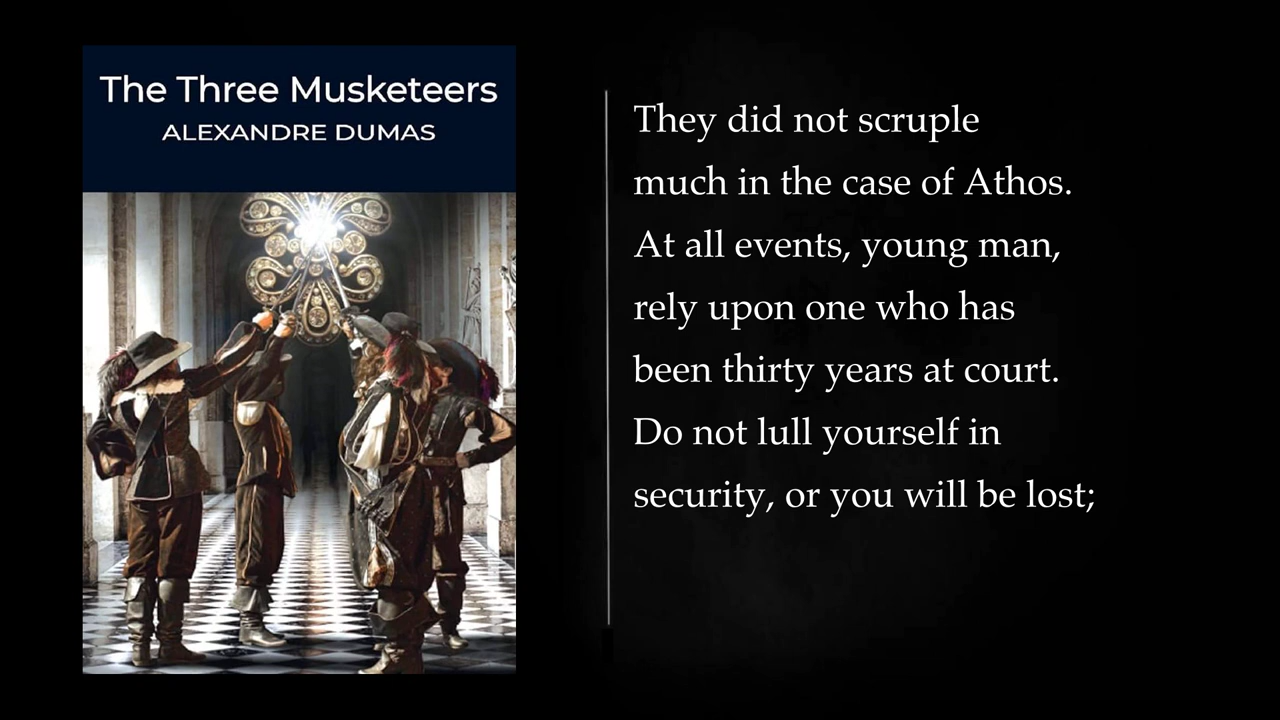 The Three Musketeers
ALEXANDRE DUMAS
They did not scruple
much in the case of Athos.
At all events, young man,
rely upon one who has
been thirty years at court.
Do not lull yourself in
security, or you will be lost;